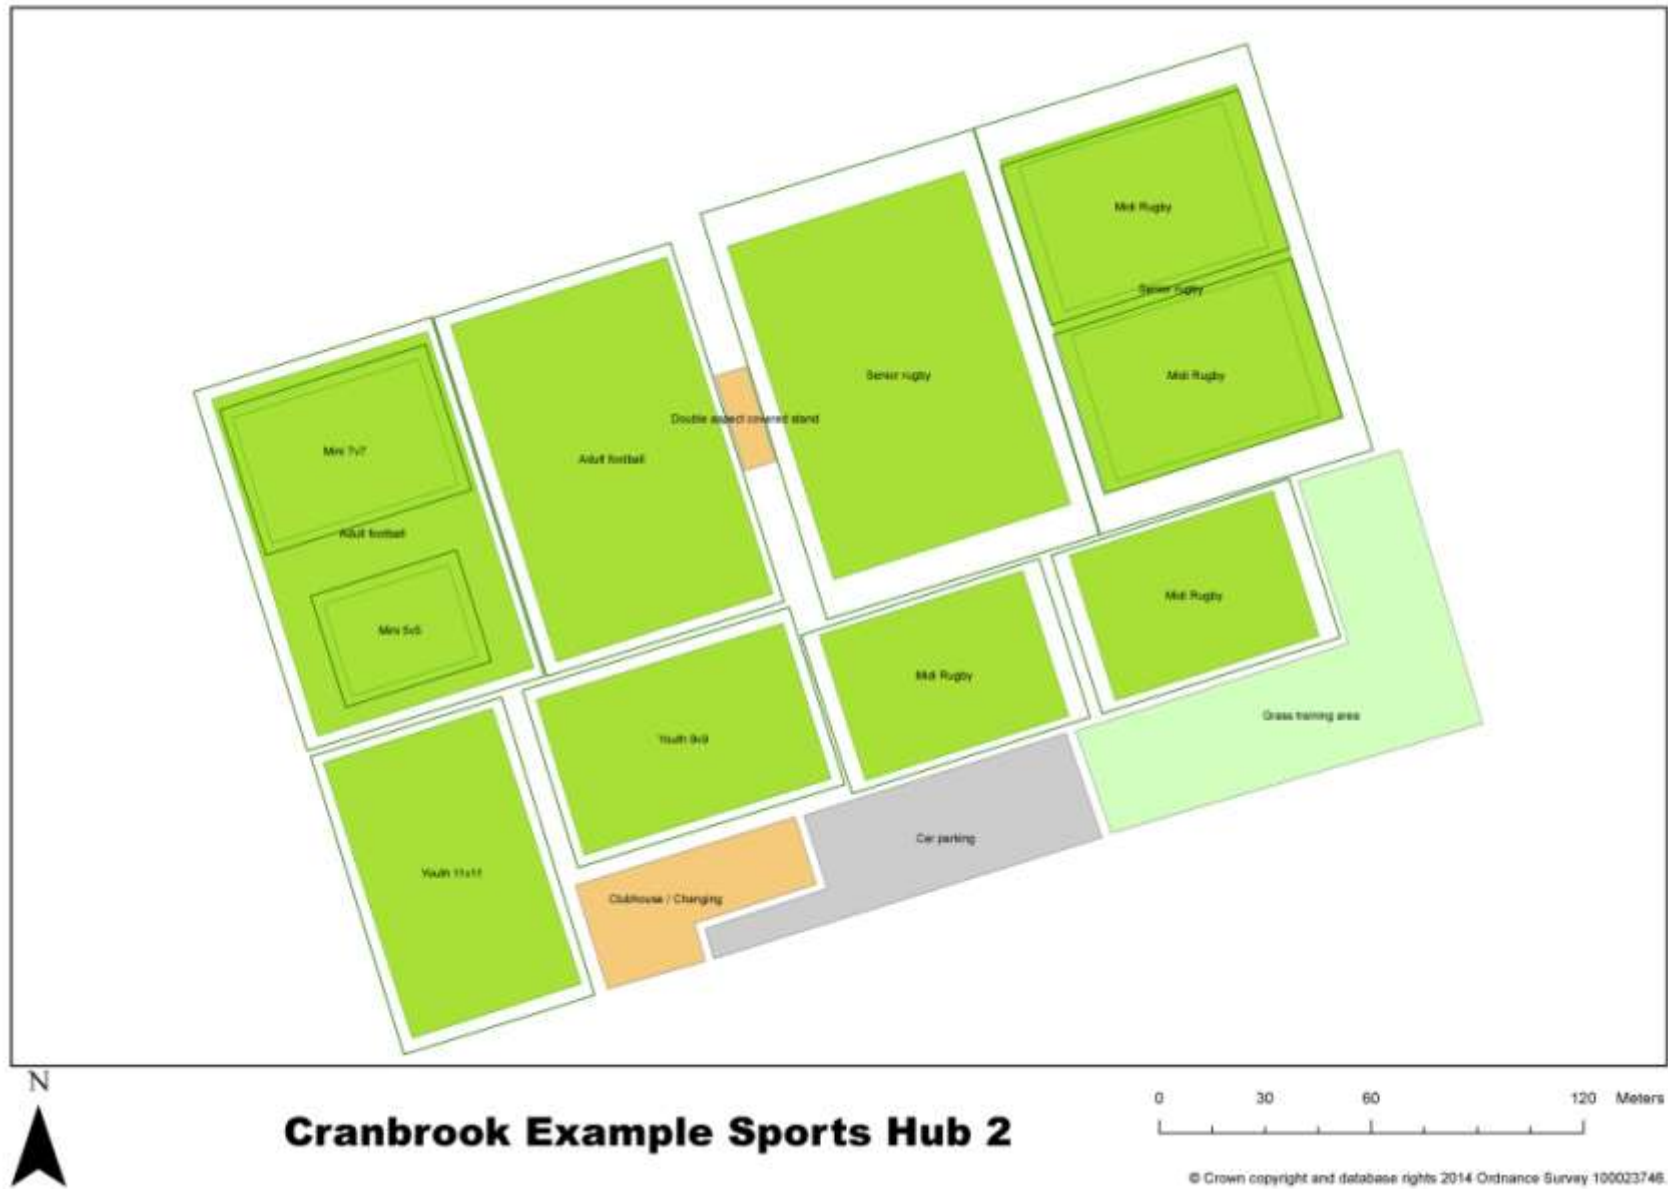 Midi Rugby
Senior rugby
Midi Rugby
Senior rugby
Double aspect covered stand
Mini 7v7
Adult football
Adult football
Mini 5v5
Midi Rugby
Midi Rugby
Grass training area
Youth 9v9
Car parking
Youth 11v11
Clubhouse / Changing
N
Cranbrook Example Sports Hub 2
0 30 60 120 Meters
© Crown copyright and database rights 2014 Ordnance Survey 100023746.